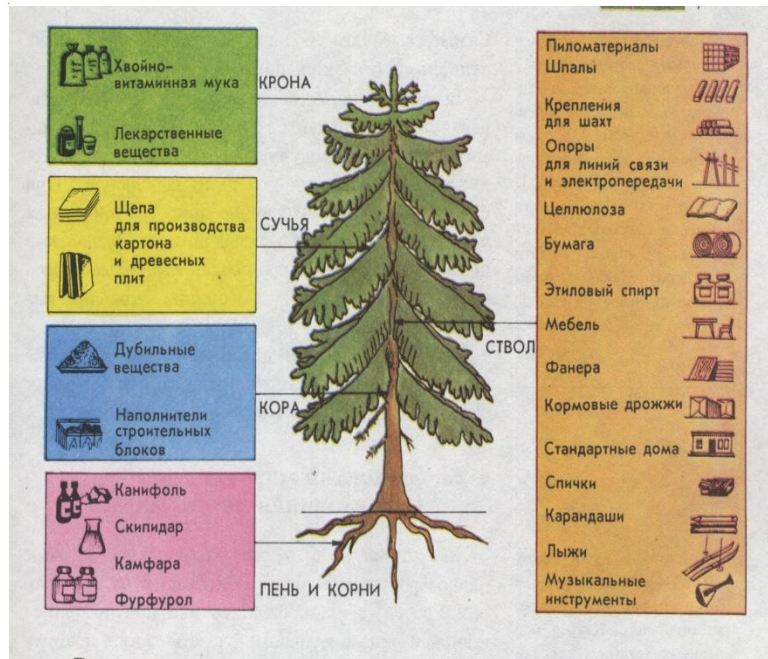 Хвойно-
витаминная мука
Лекарственные
вещества
КРОНА
Щепа
для производства
картона
и древесных
плит
СУЧЬЯ
Дубильные
вещества
Наполнители
строительных
блоков
КОРА
Канифоль
Скипидар
Камфара
Фурфурол
ПЕНЬ И КОРНИ
СТВОЛ
Пиломатериалы
Шпалы
Крепления
для шахт
Опоры
для линий связи
и электропередачи
Целлюлоза
Бумага
Этиловый спирт
Мебель
Фанера
Кормовые дрожжи
Стандартные дома
Спички
Карандаши
Лыжи
Музыкальные
инструменты